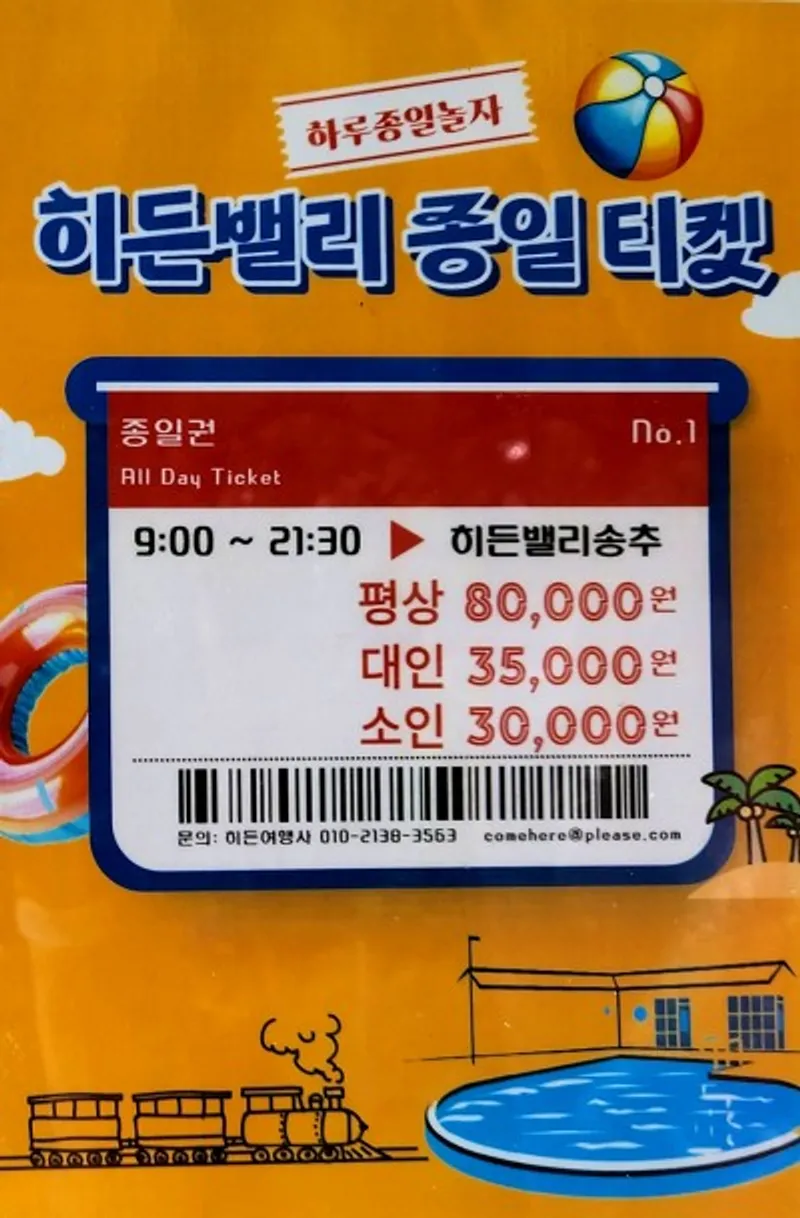 하루종일놀자
히든밸리 종일 티켓
종일권 No.1
All Day Ticket
9:00 ~ 21:30 ▶ 히든밸리송추
평상 80,000원
대인 35,000원
소인 30,000원
문의: 히든여행사 010-2138-3563 comehere@please.com